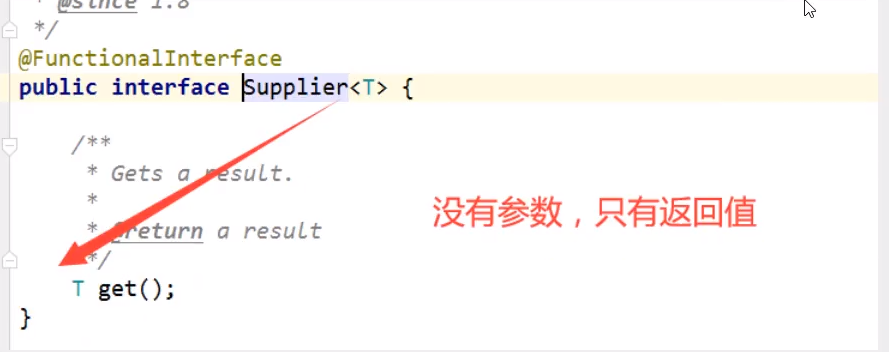 * @since 1.8
*/
@FunctionalInterface
public interface Supplier<T> {
/**
* Gets a result.
*
* @return a result
*/
T get();
}
没有参数，只有返回值